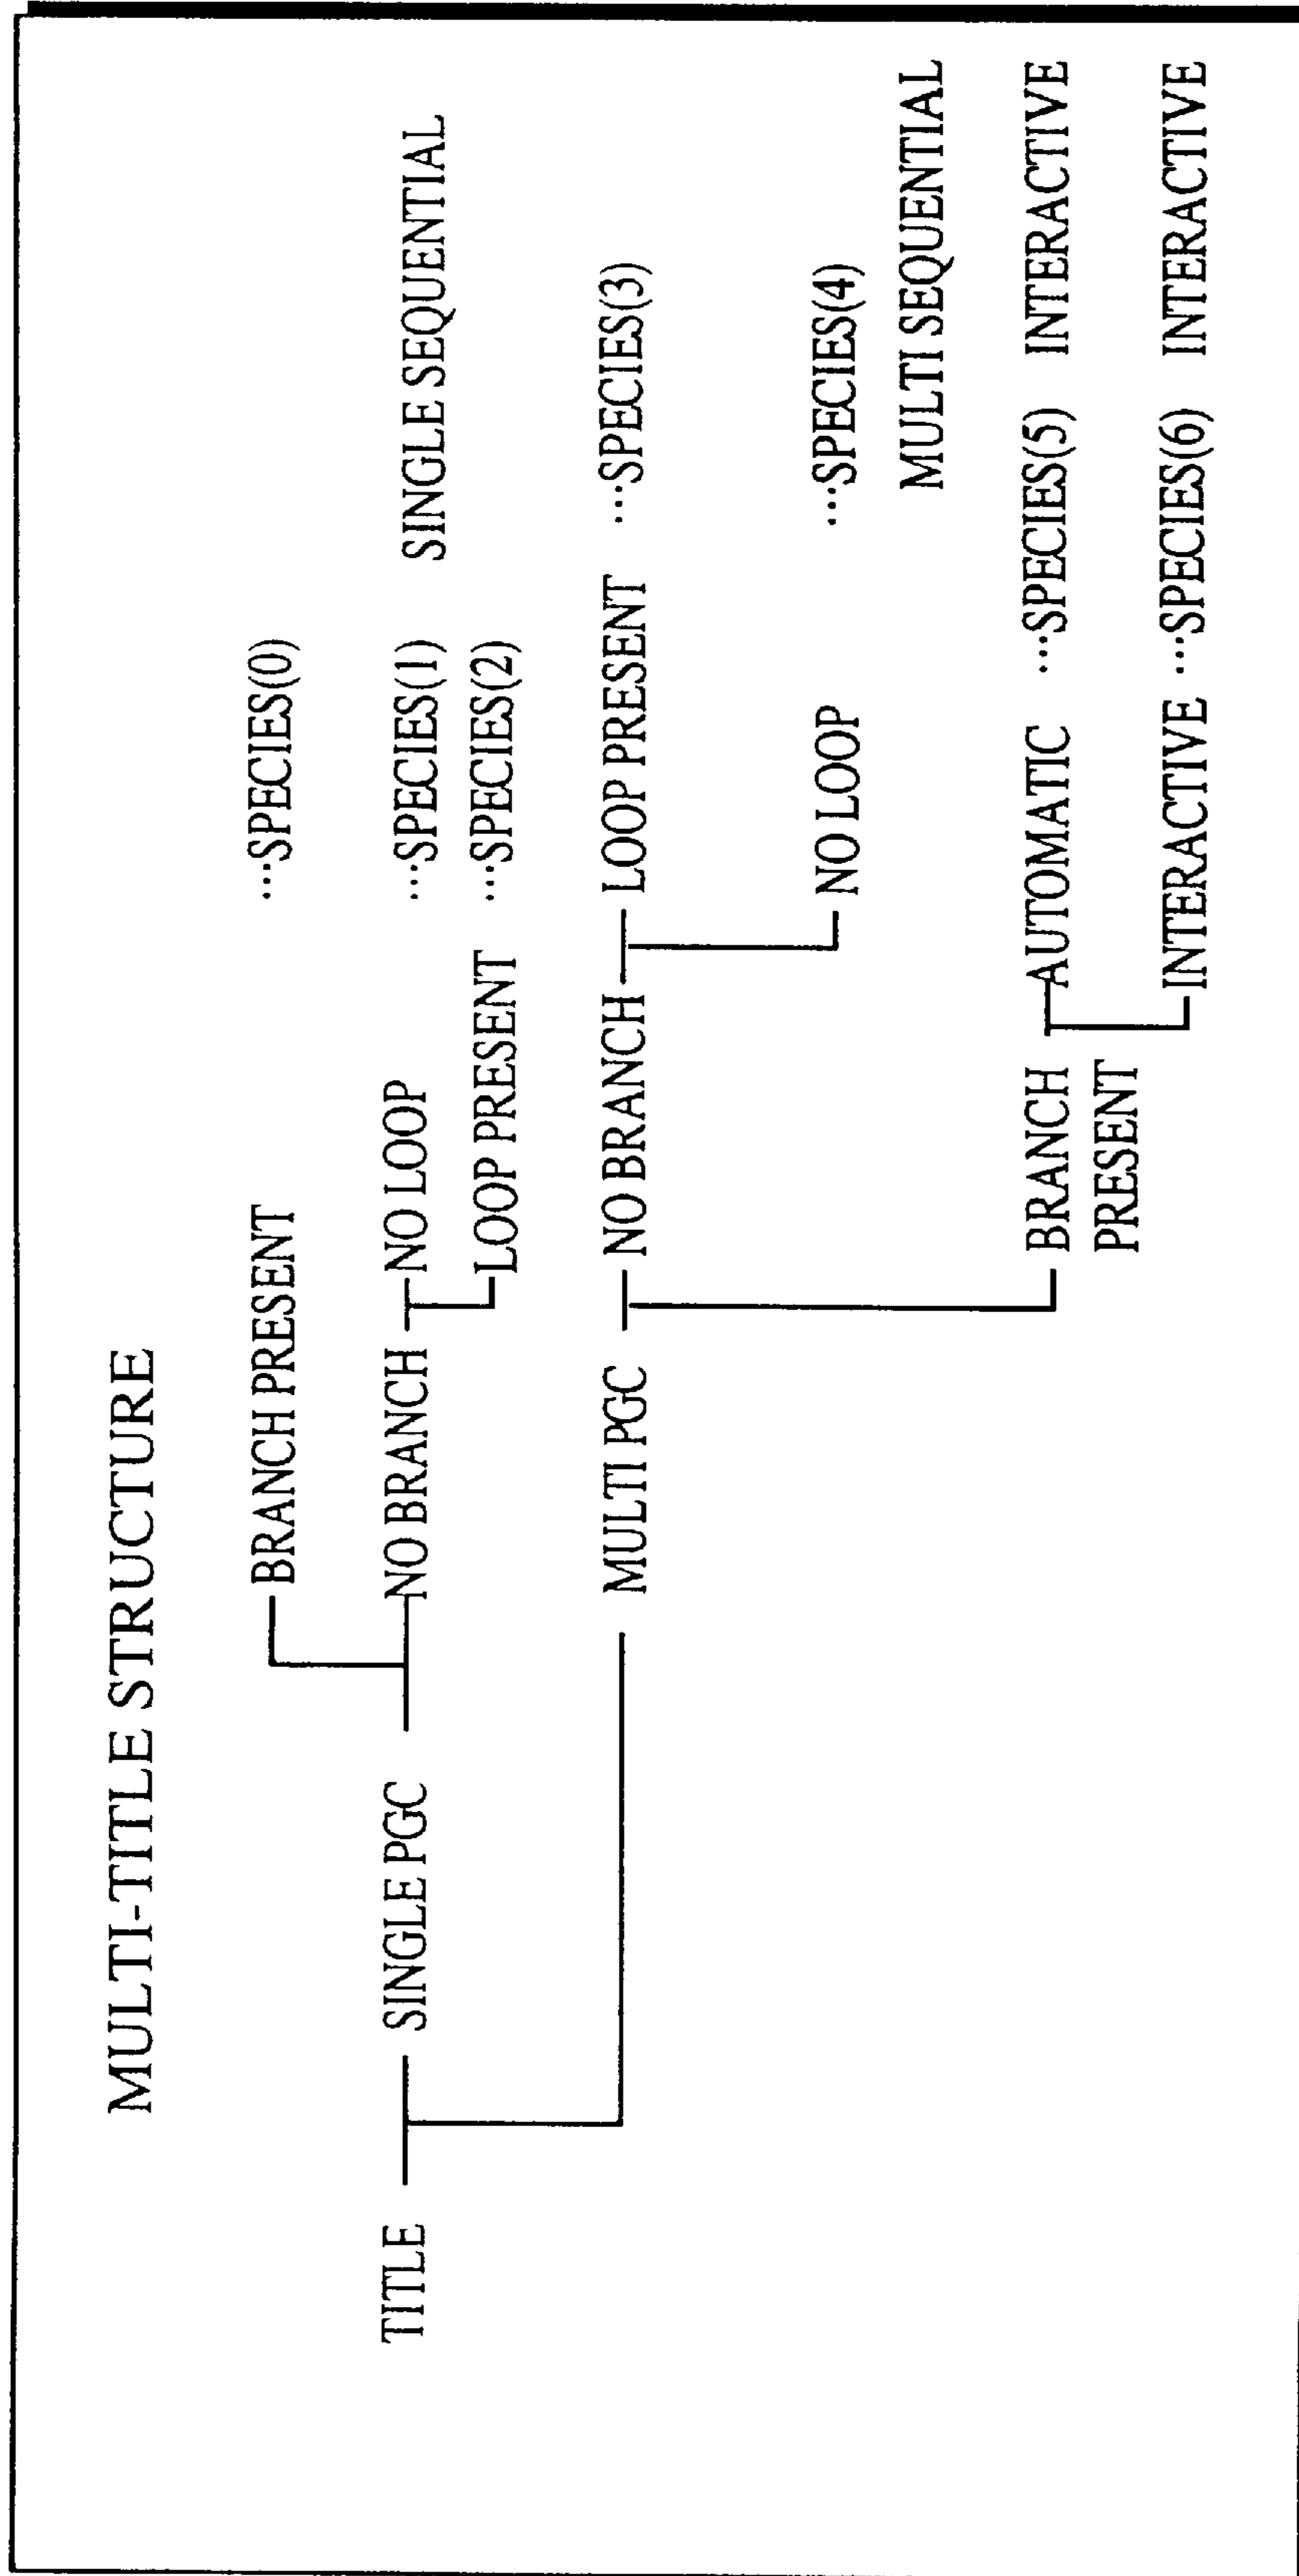 MULTI-TITLE STRUCTURE
BRANCH PRESENT ...SPECIES(0)
TITLE SINGLE PGC NO BRANCH NO LOOP ...SPECIES(1) SINGLE SEQUENTIAL
LOOP PRESENT ...SPECIES(2)
MULTI PGC NO BRANCH LOOP PRESENT ...SPECIES(3)
NO LOOP ...SPECIES(4)
MULTI SEQUENTIAL
BRANCH AUTOMATIC ...SPECIES(5) INTERACTIVE
PRESENT
INTERACTIVE ...SPECIES(6) INTERACTIVE